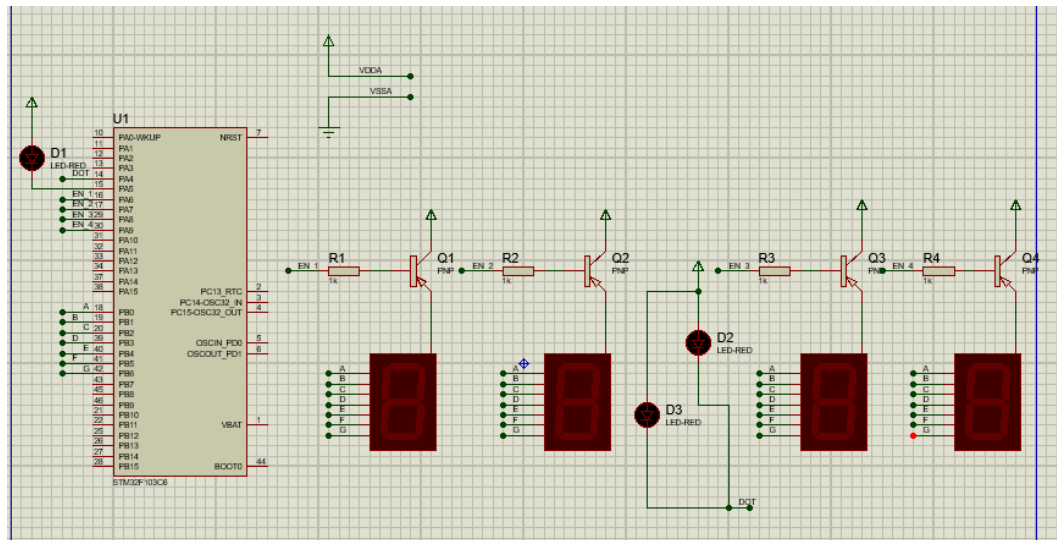 VDDA
VSSA
U1
10 PA0-WKUP NRST 7
11 PA1
12 PA2
13 PA3
DOT 14 PA4
15 PA5
EN_1 16 PA6
EN_2 17 PA7
EN_3 29 PA8
EN_4 30 PA9
31 PA10
32 PA11
33 PA12
34 PA13
37 PA14
38 PA15
PC13_RTC 2
PC14-OSC32_IN 3
PC15-OSC32_OUT 4
A 18 PB0
B 19 PB1
C 20 PB2
D 39 PB3 OSCIN_PD0 5
E 40 PB4 OSCOUT_PD1 6
F 41 PB5
G 42 PB6
43 PB7
45 PB8
46 PB9
21 PB10
22 PB11 VBAT 1
25 PB12
26 PB13
27 PB14
28 PB15 BOOT0 44
STM32F103C6
D1
LED-RED
EN_1 R1 1k Q1 PNP
EN_2 R2 1k Q2 PNP
EN_3 R3 1k Q3
EN_4 R4 1k Q4 PNP
D2
LED-RED
D3
LED-RED
DOT
A
B
C
D
E
F
G
A
B
C
D
E
F
G
A
B
C
D
E
F
G
A
B
C
D
E
F
G